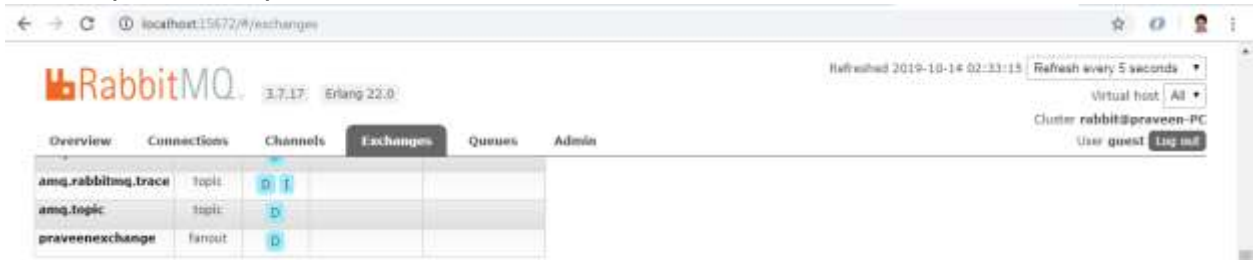 localhost:15672/#/exchanges
RabbitMQ 3.7.17 Erlang 22.0
Refreshed 2019-10-14 02:33:15 Refresh every 5 seconds
Virtual host All
Cluster rabbit@praveen-PC
User guest Log out
Overview Connections Channels Exchanges Queues Admin
amq.rabbitmq.trace topic D I
amq.topic topic D
praveenexchange fanout D